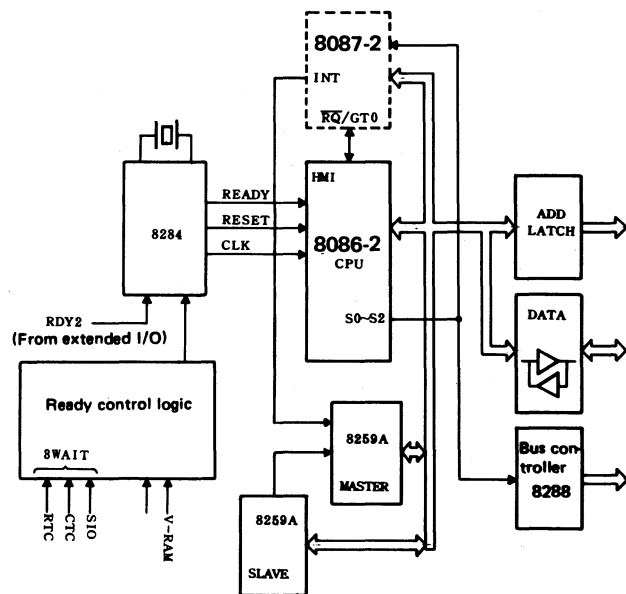 8087-2
INT
RQ/GT0
HMI
8086-2
CPU
S0~S2
READY
RESET
CLK
8284
RDY2
(From extended I/O)
Ready control logic
8WAIT
RTC
CTC
SIO
V-RAM
8259A
MASTER
8259A
SLAVE
ADD
LATCH
DATA
Bus con-
troller
8288